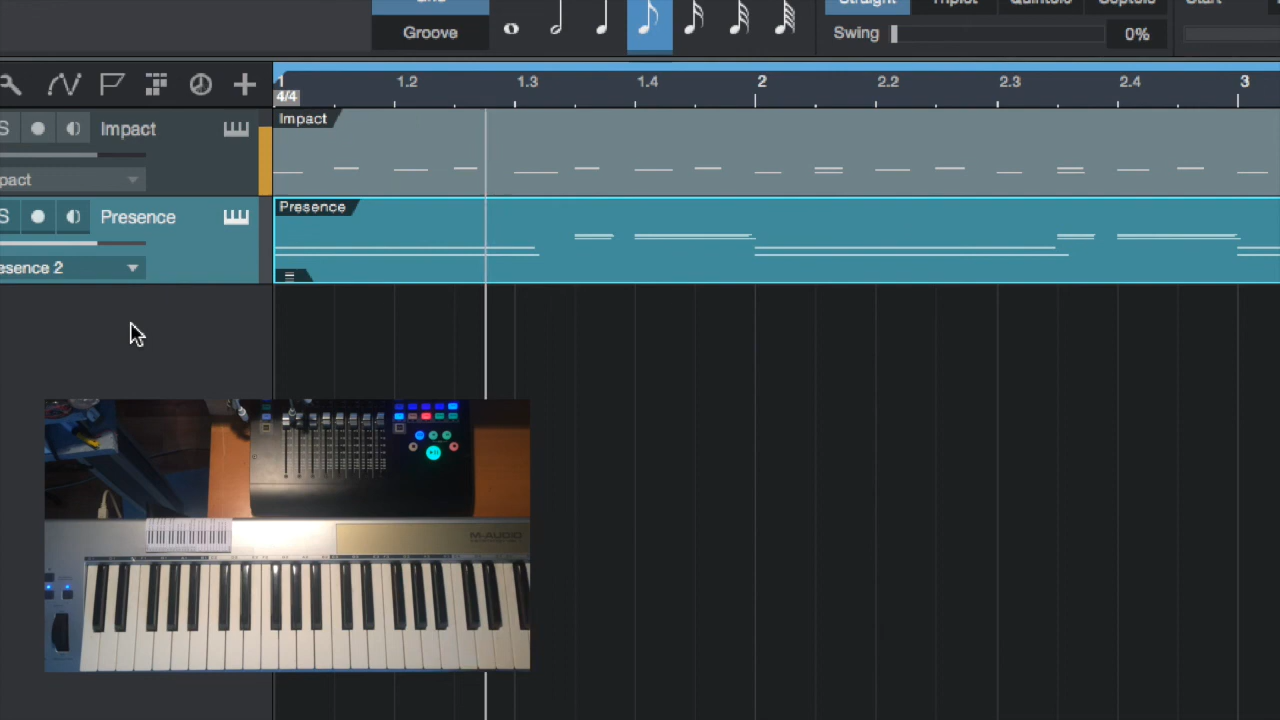 Straight
Groove
Swing
0%
1
1.2
1.3
1.4
2
2.2
2.3
2.4
3
4/4
S
Impact
Impact
pact
S
Presence
Presence
esence 2
M-AUDIO